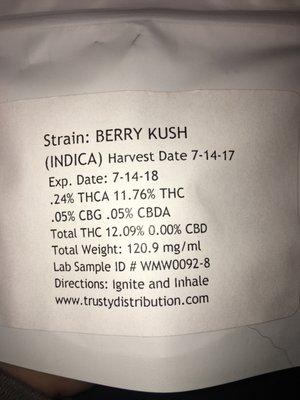 Strain: BERRY KUSH
(INDICA) Harvest Date 7-14-17
Exp. Date: 7-14-18
.24% THCA 11.76% THC
.05% CBG .05% CBDA
Total THC 12.09% 0.00% CBD
Total Weight: 120.9 mg/ml
Lab Sample ID # WMW0092-8
Directions: Ignite and Inhale
www.trustydistribution.com